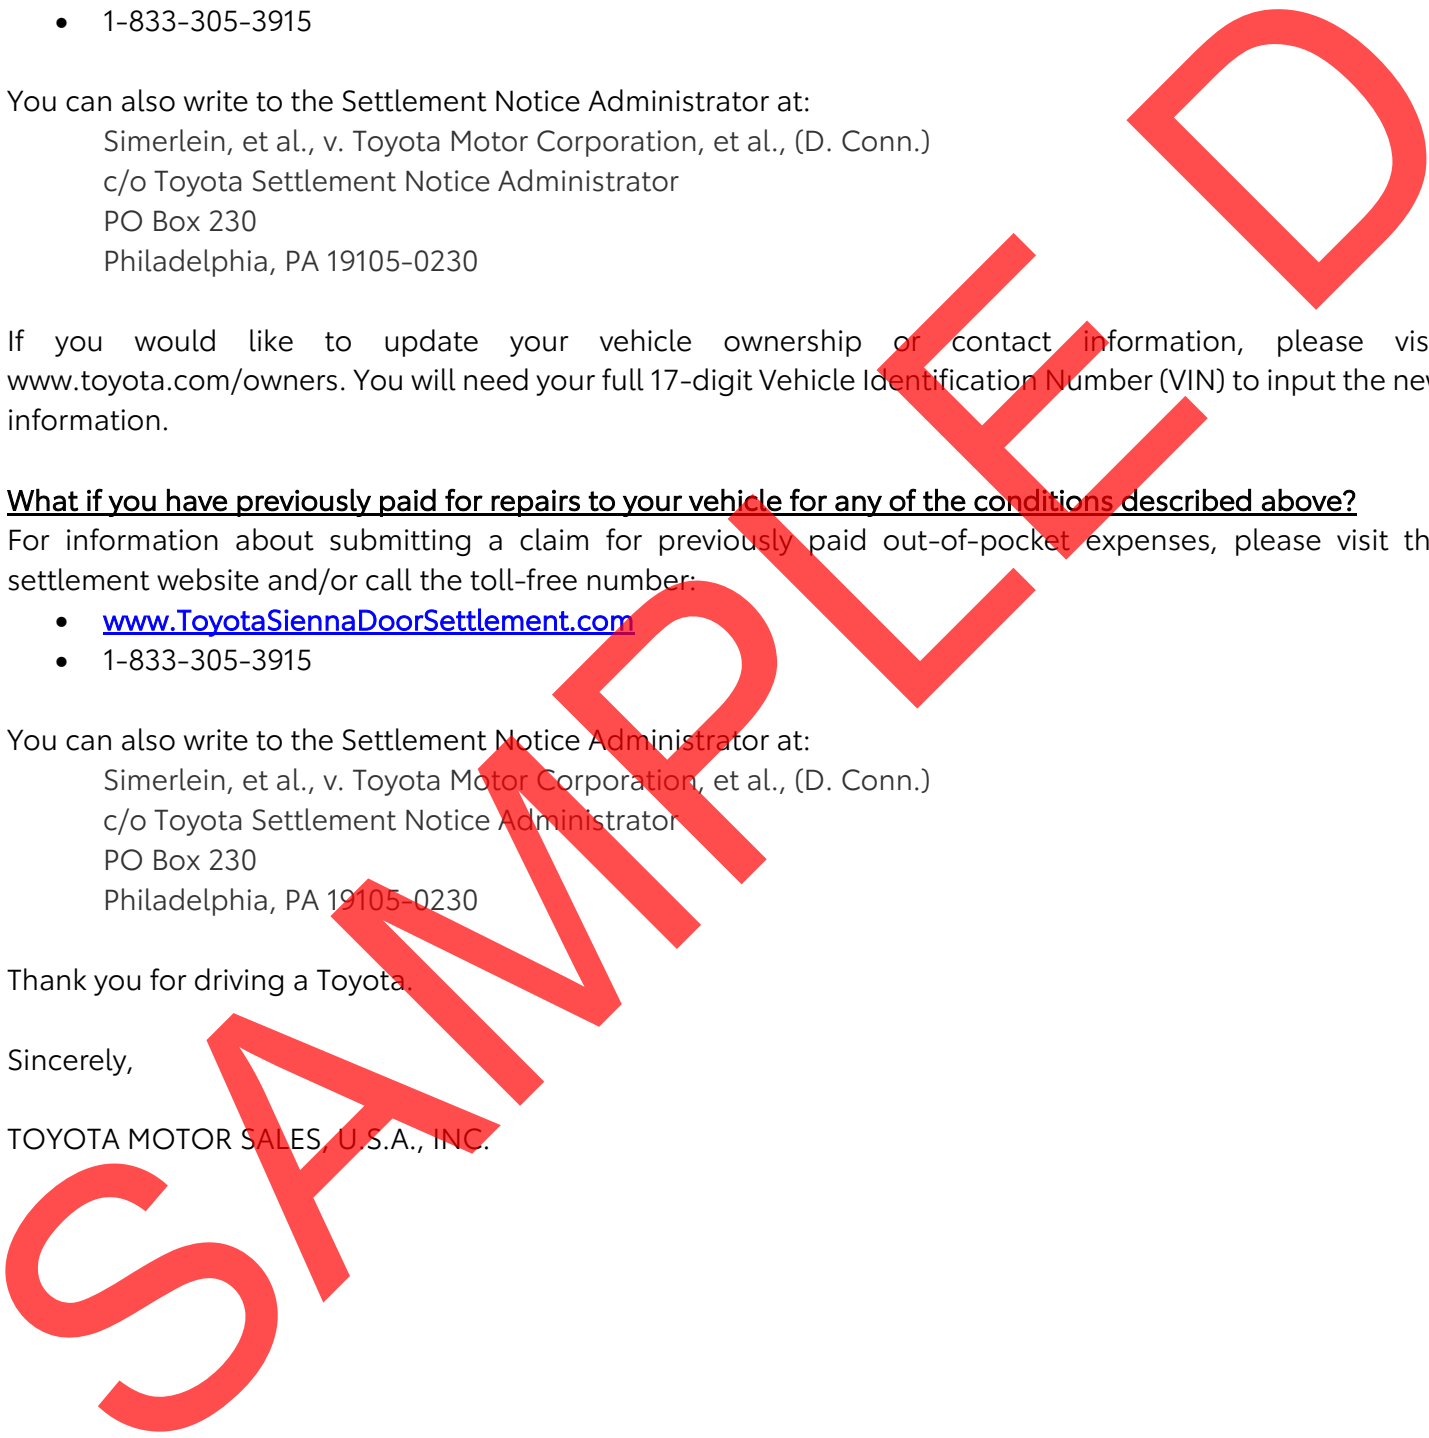 • 1-833-305-3915
You can also write to the Settlement Notice Administrator at:
Simerlein, et al., v. Toyota Motor Corporation, et al., (D. Conn.)
c/o Toyota Settlement Notice Administrator
PO Box 230
Philadelphia, PA 19105-0230
If you would like to update your vehicle ownership or contact information, please vis
www.toyota.com/owners. You will need your full 17-digit Vehicle Identification Number (VIN) to input the new
information.
What if you have previously paid for repairs to your vehicle for any of the conditions described above?
For information about submitting a claim for previously paid out-of-pocket expenses, please visit th
settlement website and/or call the toll-free number:
• www.ToyotaSiennaDoorSettlement.com
• 1-833-305-3915
You can also write to the Settlement Notice Administrator at:
Simerlein, et al., v. Toyota Motor Corporation, et al., (D. Conn.)
c/o Toyota Settlement Notice Administrator
PO Box 230
Philadelphia, PA 19105-0230
Thank you for driving a Toyota.
Sincerely,
TOYOTA MOTOR SALES, U.S.A., INC.
SAMPLE D